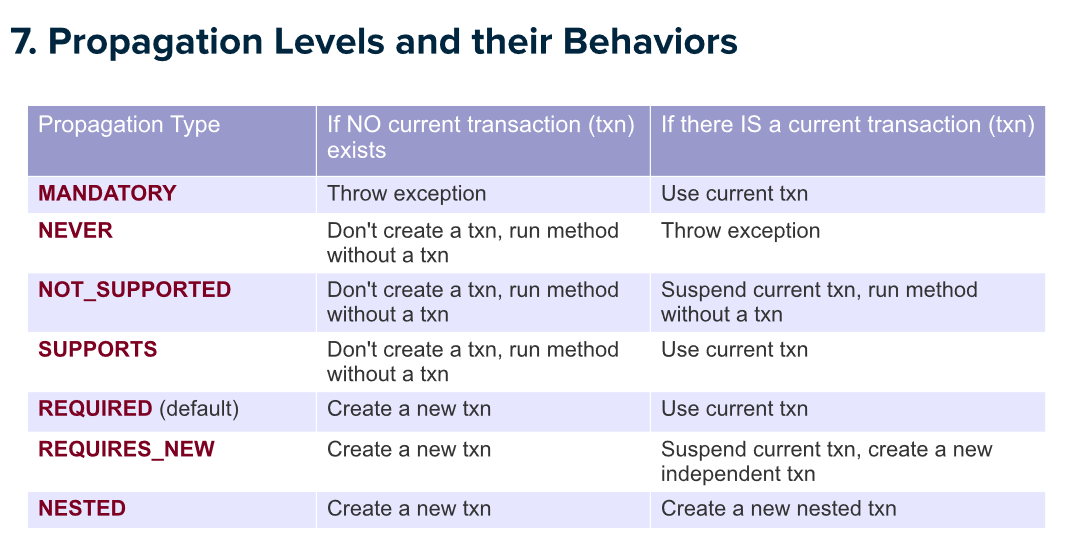 7. Propagation Levels and their Behaviors
Propagation Type
If NO current transaction (txn)
exists
If there IS a current transaction (txn)
MANDATORY
Throw exception
Use current txn
NEVER
Don't create a txn, run method
without a txn
Throw exception
NOT_SUPPORTED
Don't create a txn, run method
without a txn
Suspend current txn, run method
without a txn
SUPPORTS
Don't create a txn, run method
without a txn
Use current txn
REQUIRED (default)
Create a new txn
Use current txn
REQUIRES_NEW
Create a new txn
Suspend current txn, create a new
independent txn
NESTED
Create a new txn
Create a new nested txn